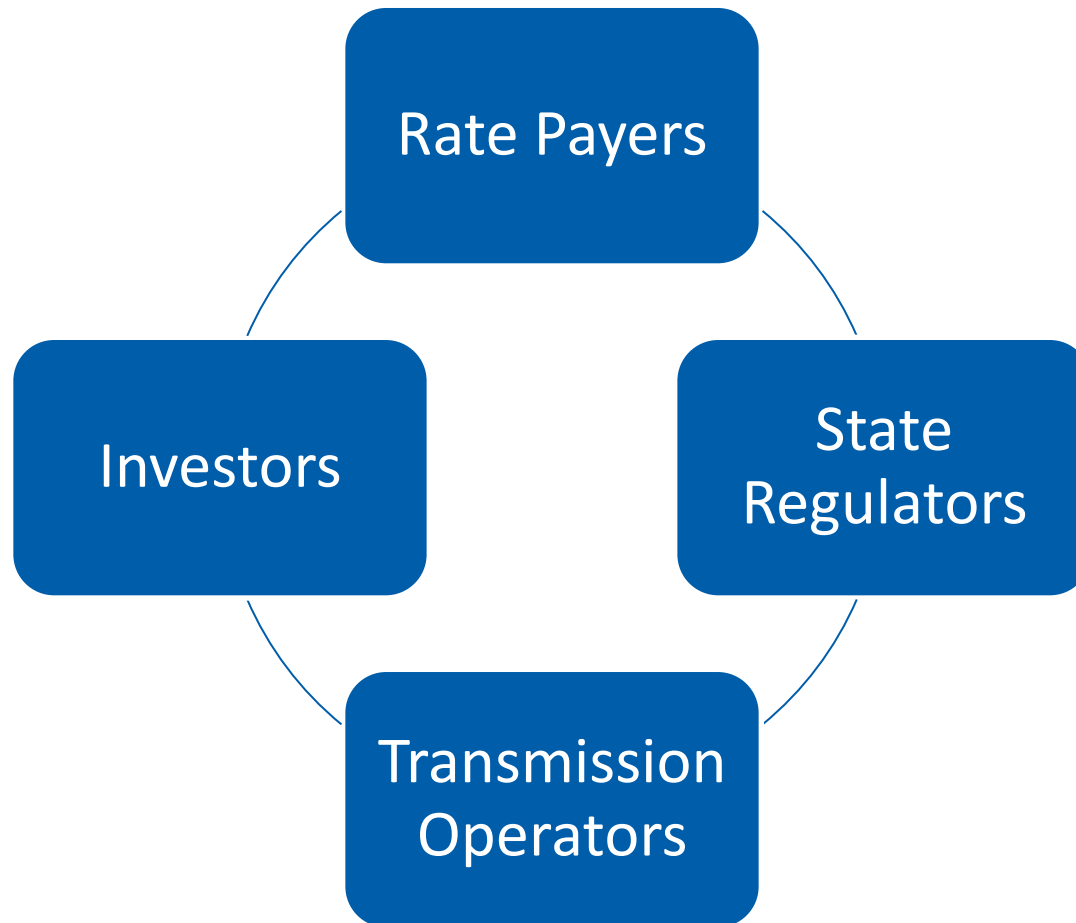 Rate Payers
Investors
State
Regulators
Transmission
Operators